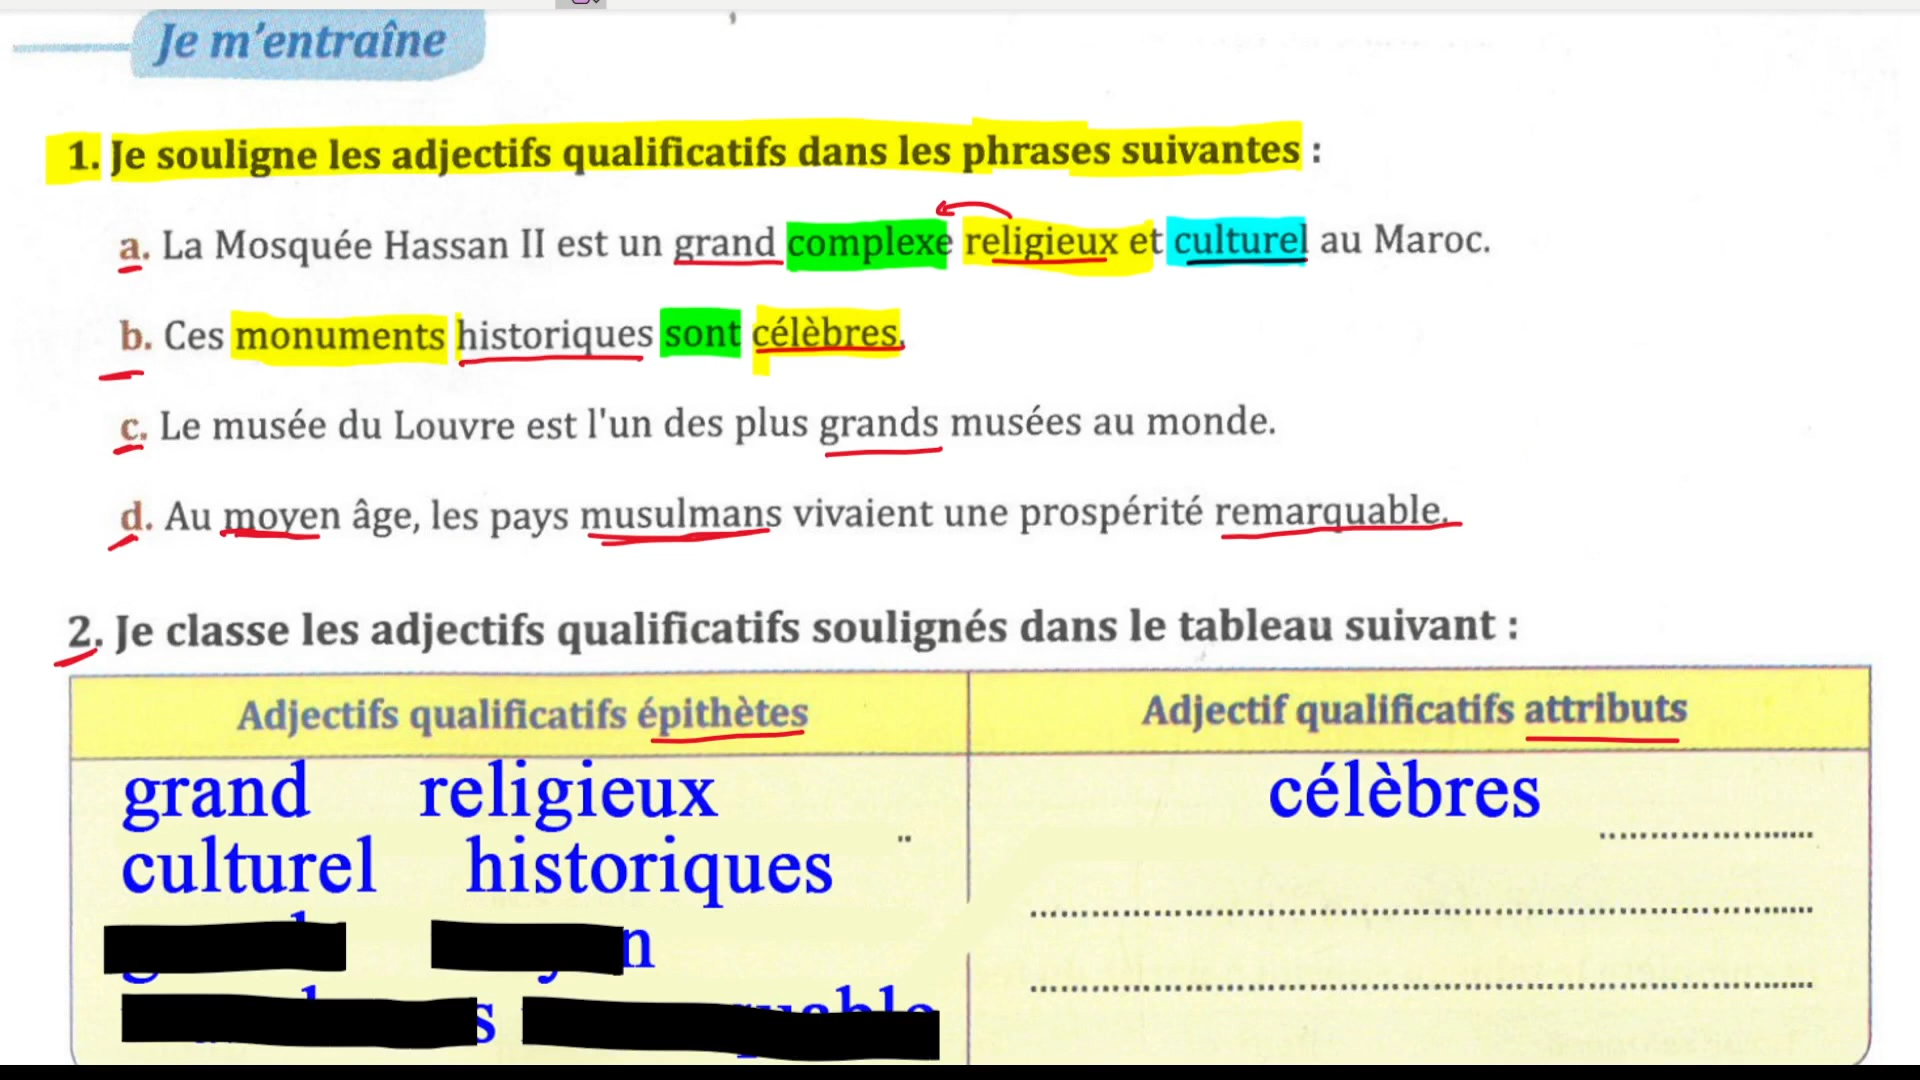 Je m'entraîne
1. Je souligne les adjectifs qualificatifs dans les phrases suivantes :
a. La Mosquée Hassan II est un grand complexe religieux et culturel au Maroc.
b. Ces monuments historiques sont célèbres.
c. Le musée du Louvre est l'un des plus grands musées au monde.
d. Au moyen âge, les pays musulmans vivaient une prospérité remarquable.
2. Je classe les adjectifs qualificatifs soulignés dans le tableau suivant :
Adjectifs qualificatifs épithètes Adjectif qualificatifs attributs
grand religieux célèbres
culturel historiques